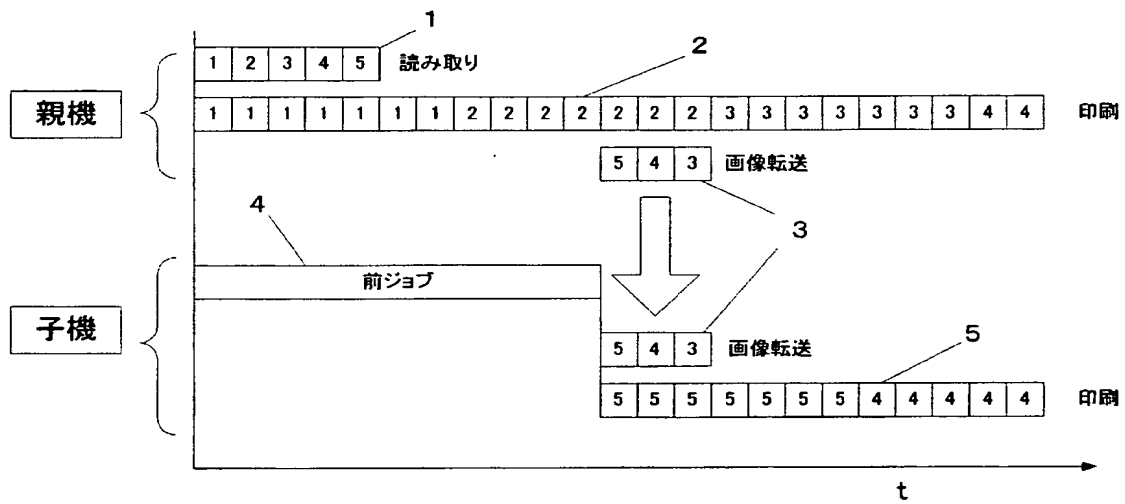 1
1 2 3 4 5 読み取り
2
親機
1 1 1 1 1 1 1 2 2 2 2 2 2 2 3 3 3 3 3 3 3 4 4 印刷
5 4 3 画像転送
4
3
前ジョブ
子機
5 4 3 画像転送
5
5 5 5 5 5 5 5 4 4 4 4 4 印刷
t